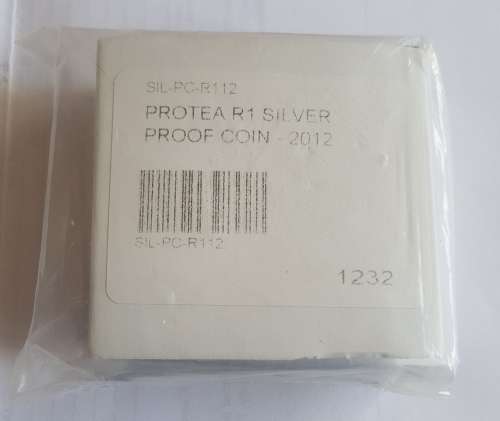 SIL-PC-R112
PROTEA R1 SILVER
PROOF COIN - 2012
SIL-PC-R112
1232